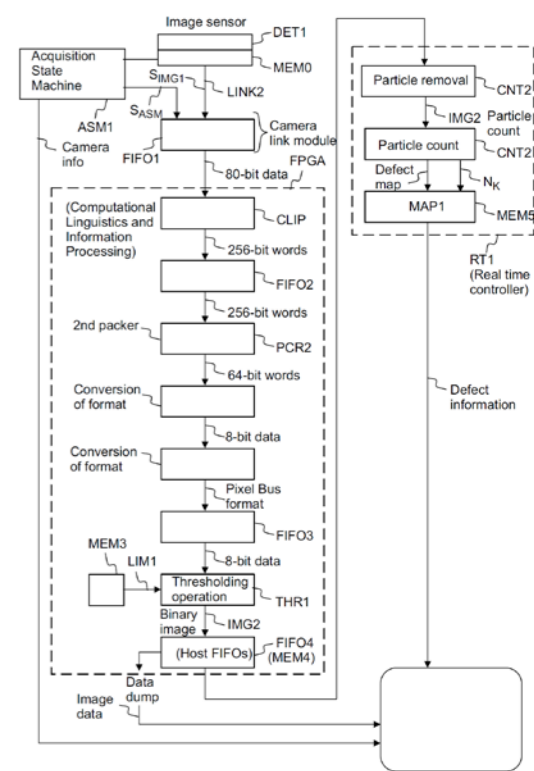 Image sensor
DET1
MEM0
Acquisition
State
Machine
S_IMG1
LINK2
S_ASM
ASM1
Camera
info
FIFO1
Camera
link module
80-bit data
FPGA
(Computational
Linguistics and
Information
Processing)
CLIP
256-bit words
FIFO2
256-bit words
2nd packer
PCR2
64-bit words
Conversion
of format
8-bit data
Conversion
of format
Pixel Bus
format
FIFO3
8-bit data
MEM3
LIM1
Thresholding
operation
THR1
Binary
image
IMG2
(Host FIFOs)
FIFO4
(MEM4)
Data
dump
Image
data
Particle removal
CNT2
IMG2
Particle
count
Particle count
CNT2
Defect
map
N_K
MAP1
MEM5
RT1
(Real time
controller)
Defect
information